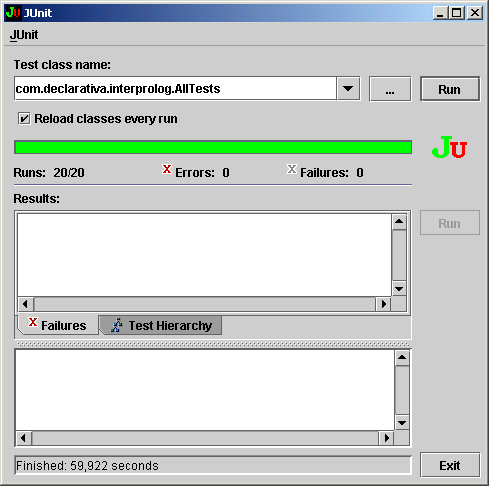 JU JUnit
JUnit
Test class name:
com.declarativa.interprolog.AllTests
...
Run
Reload classes every run
JU
Runs: 20/20
X Errors: 0
X Failures: 0
Results:
Run
X Failures
Test Hierarchy
Finished: 59,922 seconds
Exit